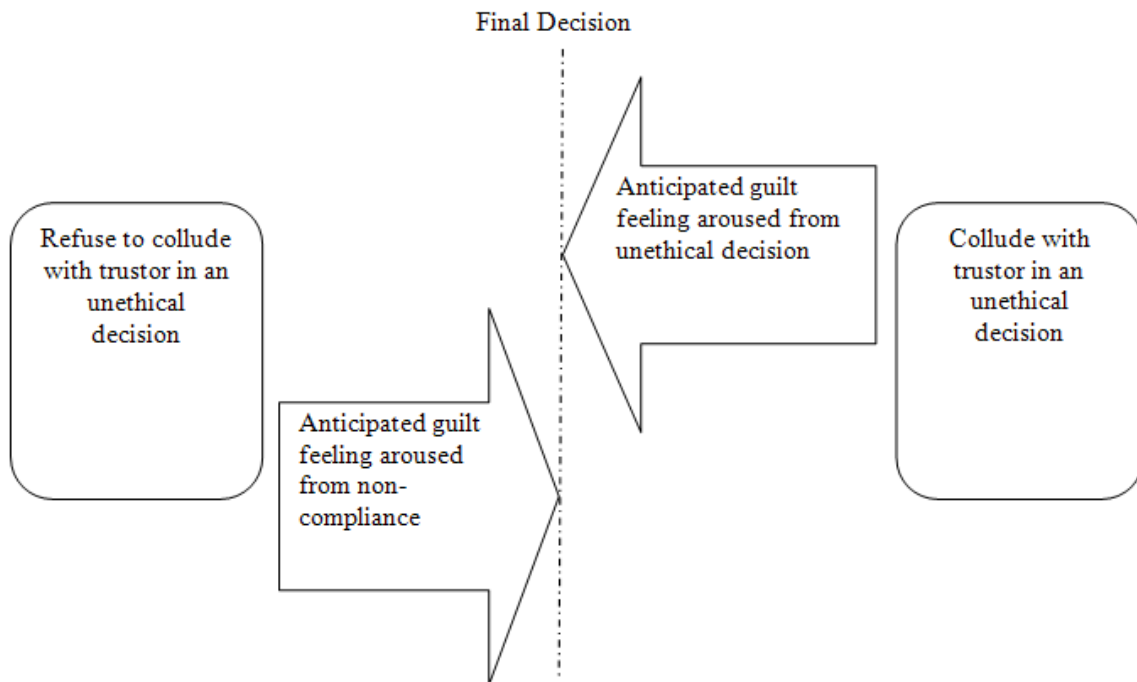 Final Decision
Refuse to collude
with trustor in an
unethical
decision
Anticipated guilt
feeling aroused
from non-
compliance
Anticipated guilt
feeling aroused from
unethical decision
Collude with
trustor in an
unethical
decision